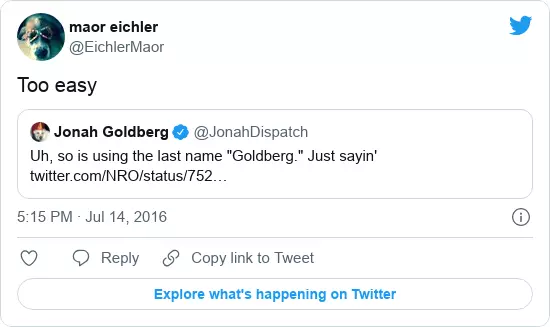 maor eichler
@EichlerMaor
Too easy
Jonah Goldberg @JonahDispatch
Uh, so is using the last name "Goldberg." Just sayin'
twitter.com/NRO/status/752…
5:15 PM · Jul 14, 2016
Reply Copy link to Tweet
Explore what's happening on Twitter